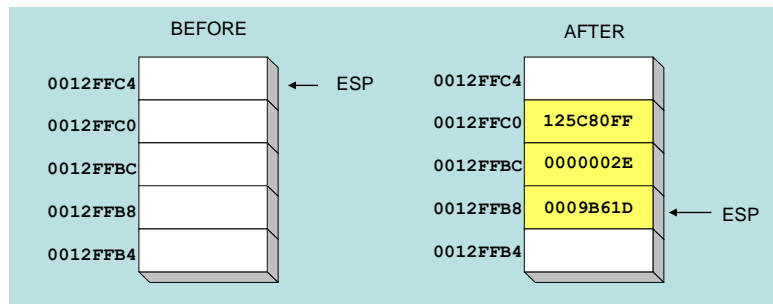 BEFORE
0012FFC4
ESP
0012FFC0
0012FFBC
0012FFB8
0012FFB4
AFTER
0012FFC4
0012FFC0 125C80FF
0012FFBC 0000002E
0012FFB8 0009B61D
ESP
0012FFB4